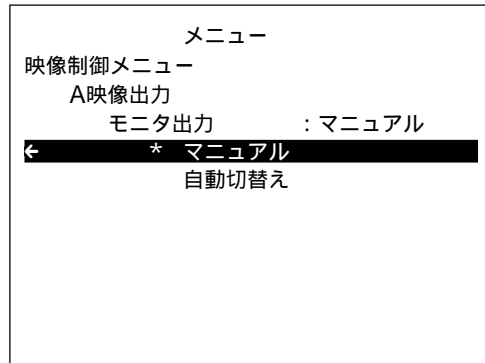 メニュー
映像制御メニュー
A映像出力
モニタ出力 :マニュアル
← * マニュアル
自動切替え